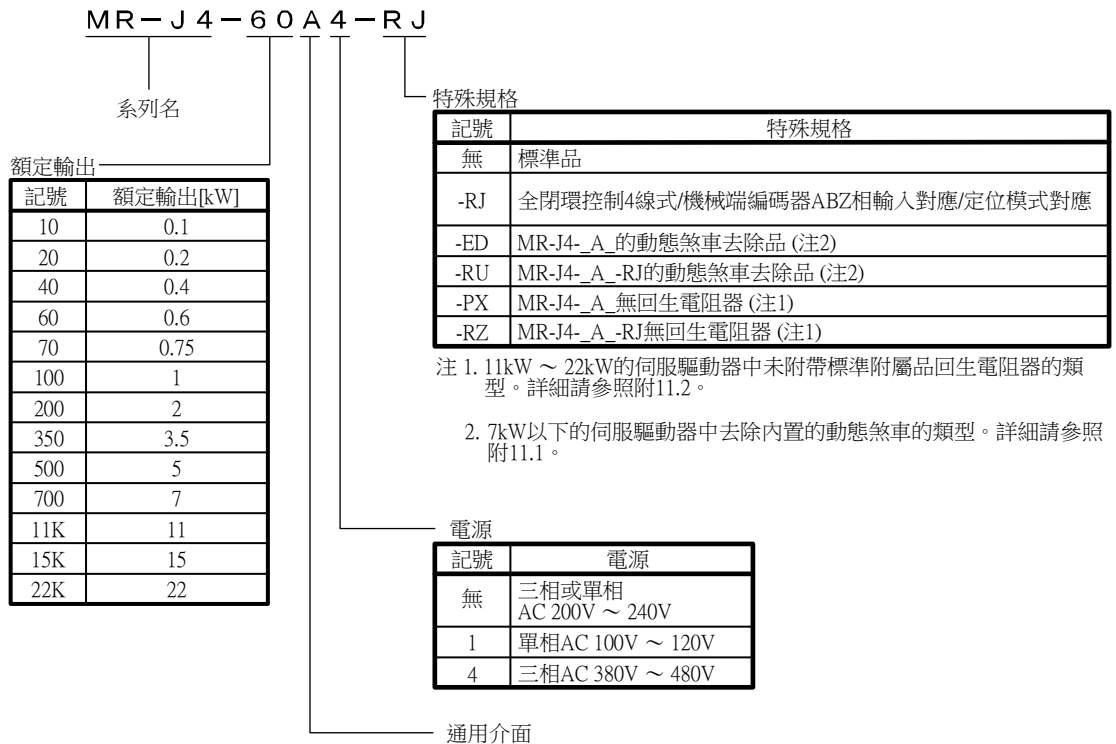 MR-J4-60A4-RJ
系列名
特殊規格
記號 特殊規格
無 標準品
-RJ 全閉環控制4線式/機械端編碼器ABZ相輸入對應/定位模式對應
-ED MR-J4-_A_的動態煞車去除品 (注2)
-RU MR-J4-_A_-RJ的動態煞車去除品 (注2)
-PX MR-J4-_A_無回生電阻器 (注1)
-RZ MR-J4-_A_-RJ無回生電阻器 (注1)
注 1. 11kW ～ 22kW的伺服驅動器中未附帶標準附屬品回生電阻器的類
型。詳細請參照附11.2。
2. 7kW以下的伺服驅動器中去除內置的動態煞車的類型。詳細請參照
附11.1。
額定輸出
記號 額定輸出[kW]
10 0.1
20 0.2
40 0.4
60 0.6
70 0.75
100 1
200 2
350 3.5
500 5
700 7
11K 11
15K 15
22K 22
電源
記號 電源
無 三相或單相
AC 200V ～ 240V
1 單相AC 100V ～ 120V
4 三相AC 380V ～ 480V
通用介面